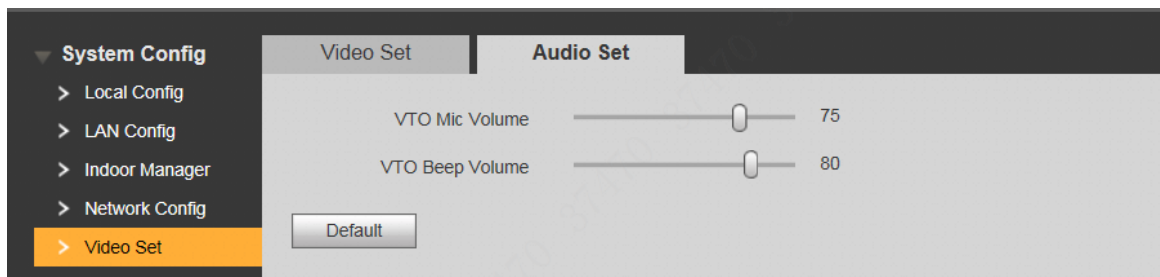 System Config
Local Config
LAN Config
Indoor Manager
Network Config
Video Set
Video Set
Audio Set
VTO Mic Volume 75
VTO Beep Volume 80
Default